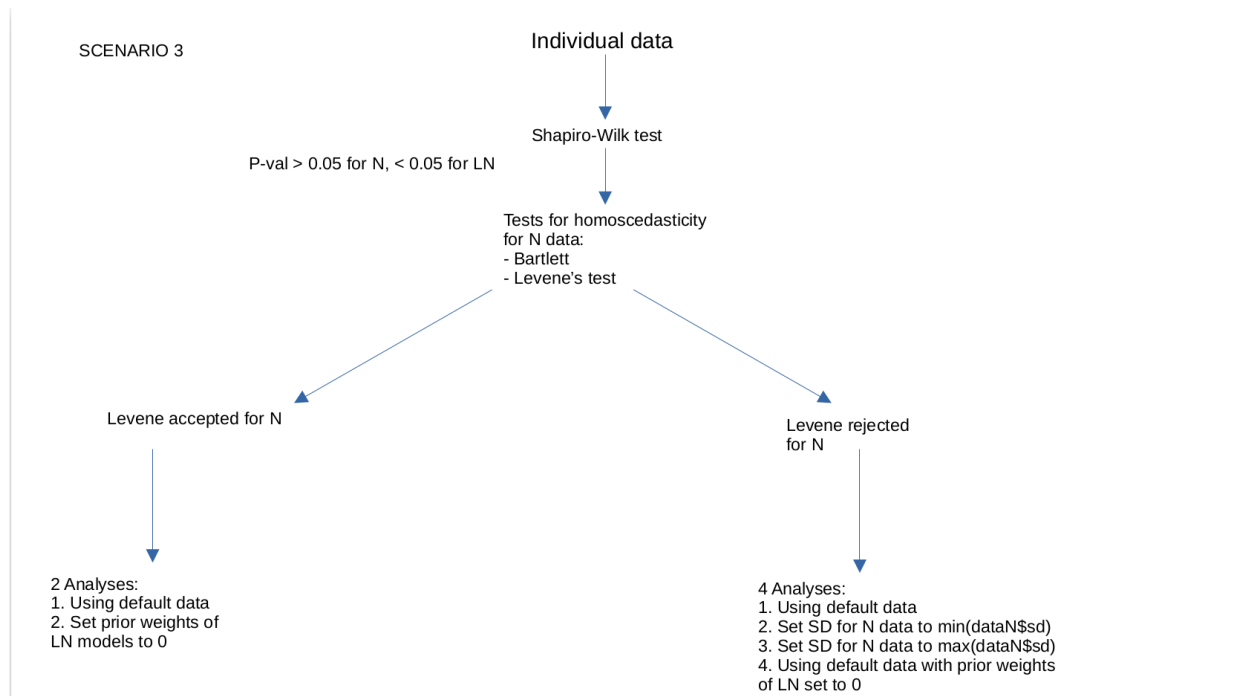 SCENARIO 3
Individual data
Shapiro-Wilk test
P-val > 0.05 for N, < 0.05 for LN
Tests for homoscedasticity
for N data:
- Bartlett
- Levene's test
Levene accepted for N
Levene rejected
for N
2 Analyses:
1. Using default data
2. Set prior weights of
LN models to 0
4 Analyses:
1. Using default data
2. Set SD for N data to min(dataN$sd)
3. Set SD for N data to max(dataN$sd)
4. Using default data with prior weights
of LN set to 0